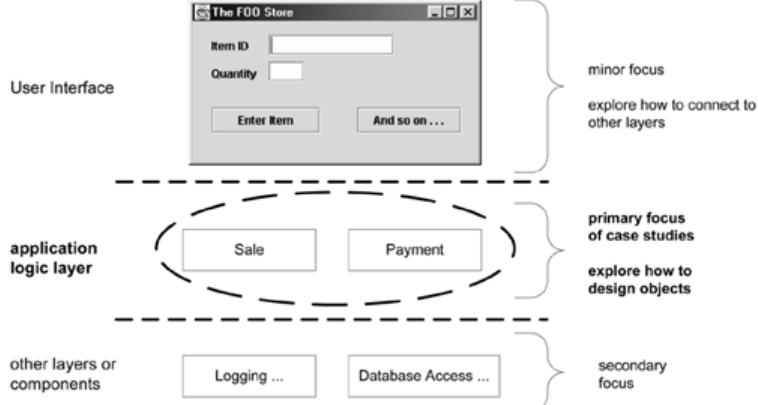 The FOO Store
Item ID
Quantity
Enter Item
And so on . . .
User Interface
minor focus
explore how to connect to
other layers
application
logic layer
Sale
Payment
primary focus
of case studies
explore how to
design objects
other layers or
components
Logging ...
Database Access ...
secondary
focus